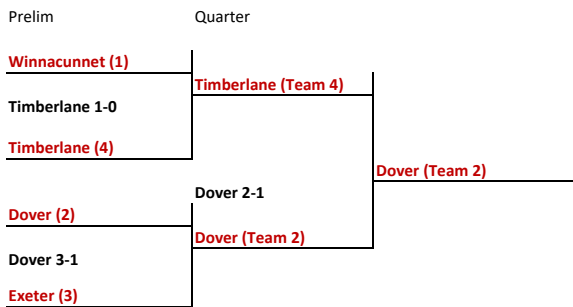 Prelim
Quarter
Winnacunnet (1)
Timberlane (Team 4)
Timberlane 1-0
Timberlane (4)
Dover (Team 2)
Dover 2-1
Dover (2)
Dover (Team 2)
Dover 3-1
Exeter (3)